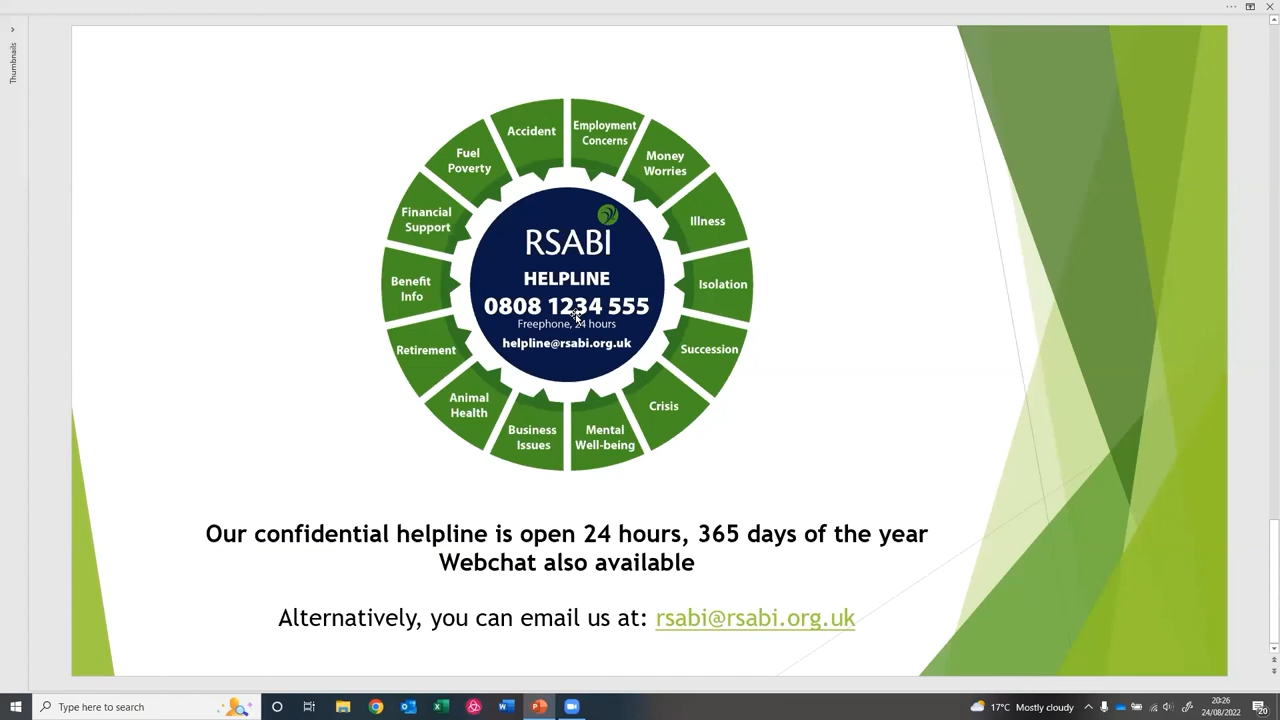 Thumbnails
Accident
Employment
Concerns
Money
Worries
Illness
Isolation
Succession
Crisis
Mental
Well-being
Business
Issues
Animal
Health
Retirement
Benefit
Info
Financial
Support
Fuel
Poverty
RSABI
HELPLINE
0808 1234 555
Freephone, 24 hours
helpline@rsabi.org.uk
Our confidential helpline is open 24 hours, 365 days of the year
Webchat also available
Alternatively, you can email us at: rsabi@rsabi.org.uk
Type here to search
17°C Mostly cloudy
20:26
24/08/2022
20